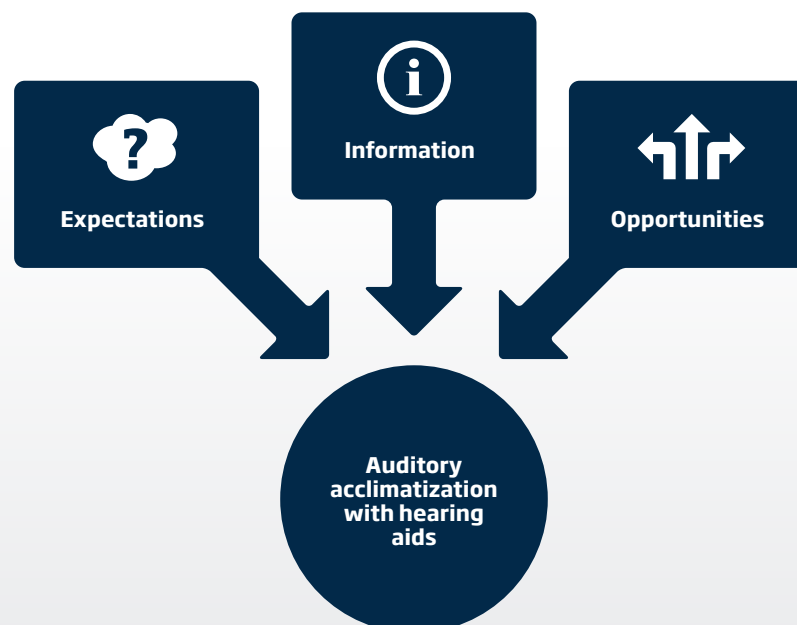 ?
i
Information
Expectations
Opportunities
Auditory
acclimatization
with hearing
aids